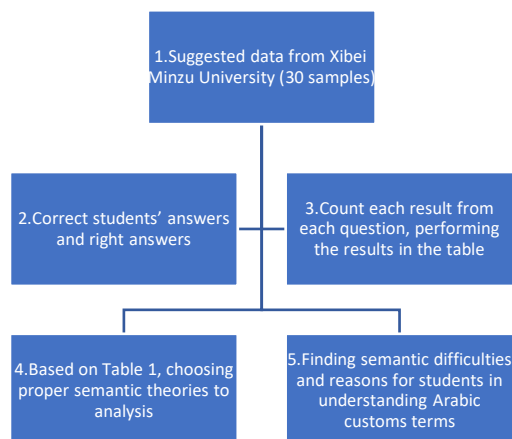 1.Suggested data from Xibei
Minzu University (30 samples)
2.Correct students' answers
and right answers
3.Count each result from
each question, performing
the results in the table
4.Based on Table 1, choosing
proper semantic theories to
analysis
5.Finding semantic difficulties
and reasons for students in
understanding Arabic
customs terms